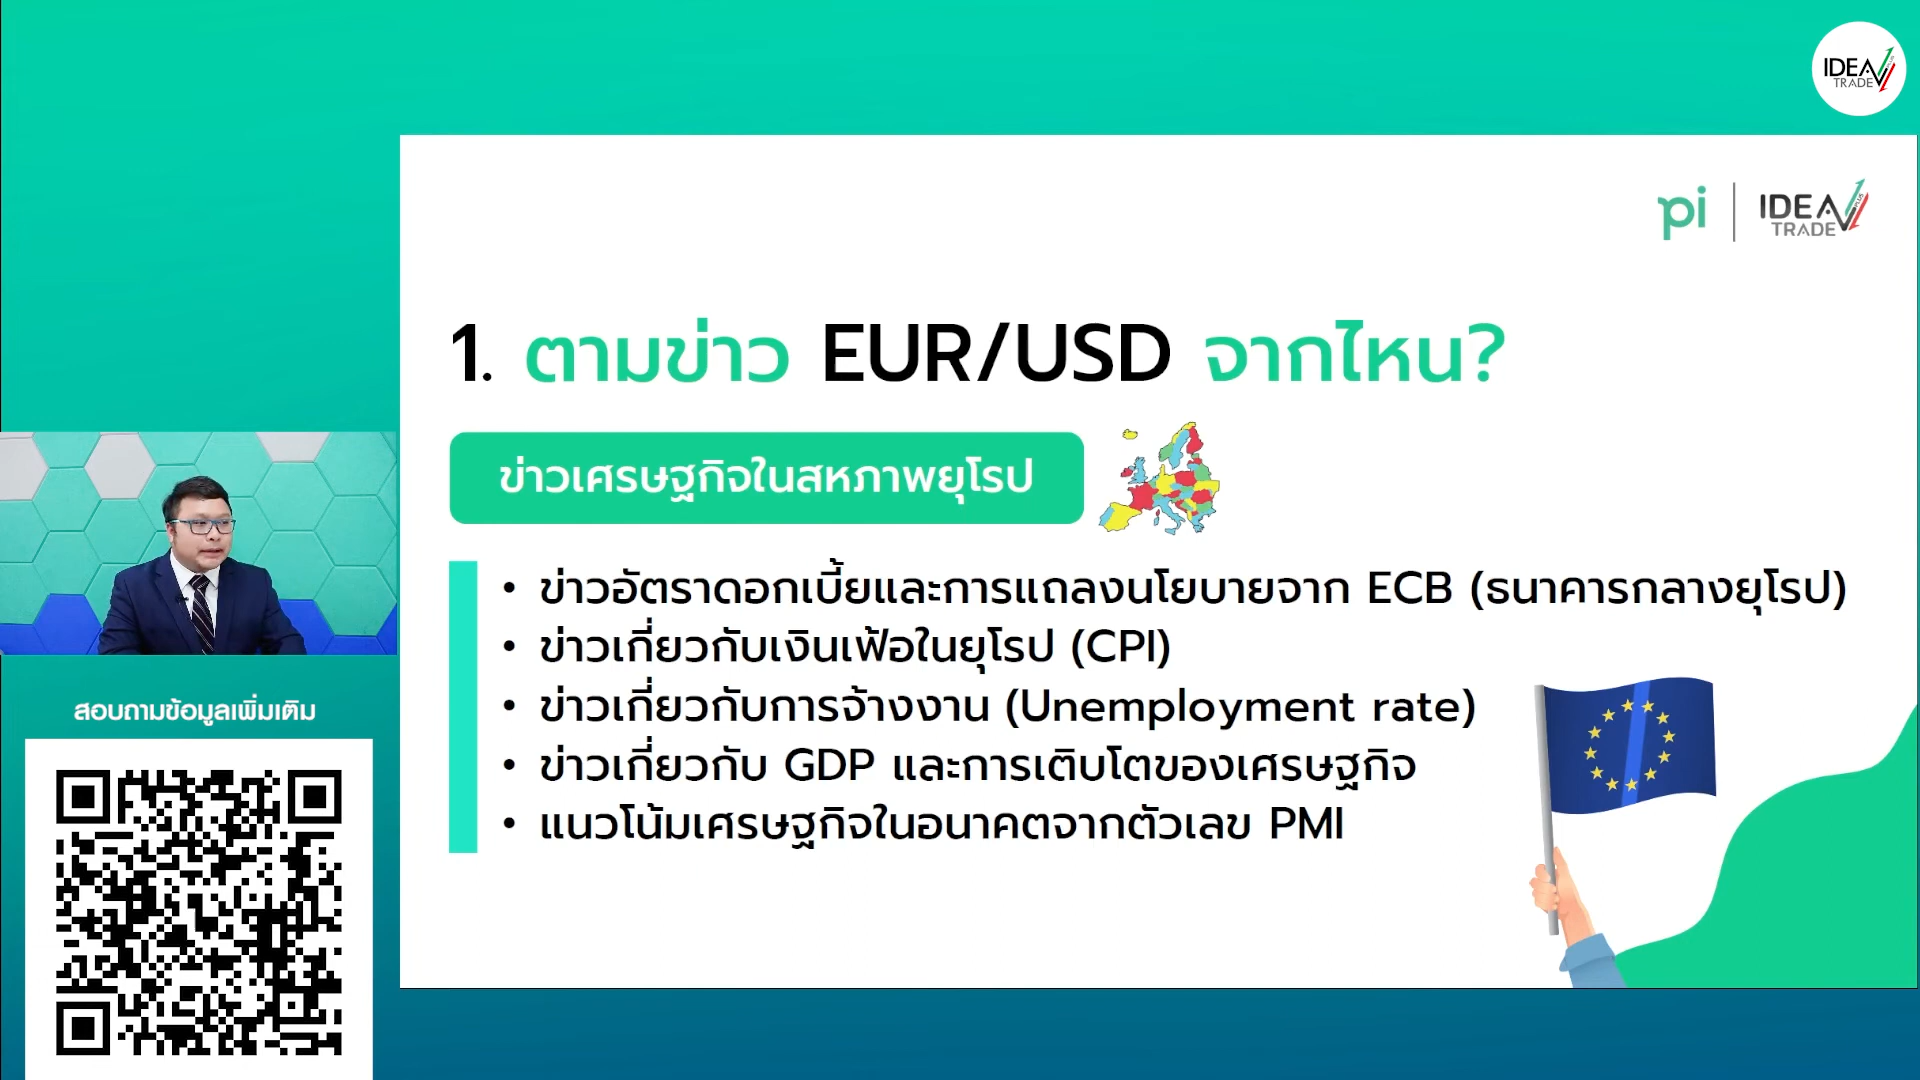 IDEA
TRADE
PLUS
pi
IDEA
TRADE
PLUS
1. ตามข่าว EUR/USD จากไหน?
ข่าวเศรษฐกิจในสหภาพยุโรป
• ข่าวอัตราดอกเบี้ยและการแถลงนโยบายจาก ECB (ธนาคารกลางยุโรป)
• ข่าวเกี่ยวกับเงินเฟ้อในยุโรป (CPI)
• ข่าวเกี่ยวกับการจ้างงาน (Unemployment rate)
• ข่าวเกี่ยวกับ GDP และการเติบโตของเศรษฐกิจ
• แนวโน้มเศรษฐกิจในอนาคตจากตัวเลข PMI
สอบถามข้อมูลเพิ่มเติม